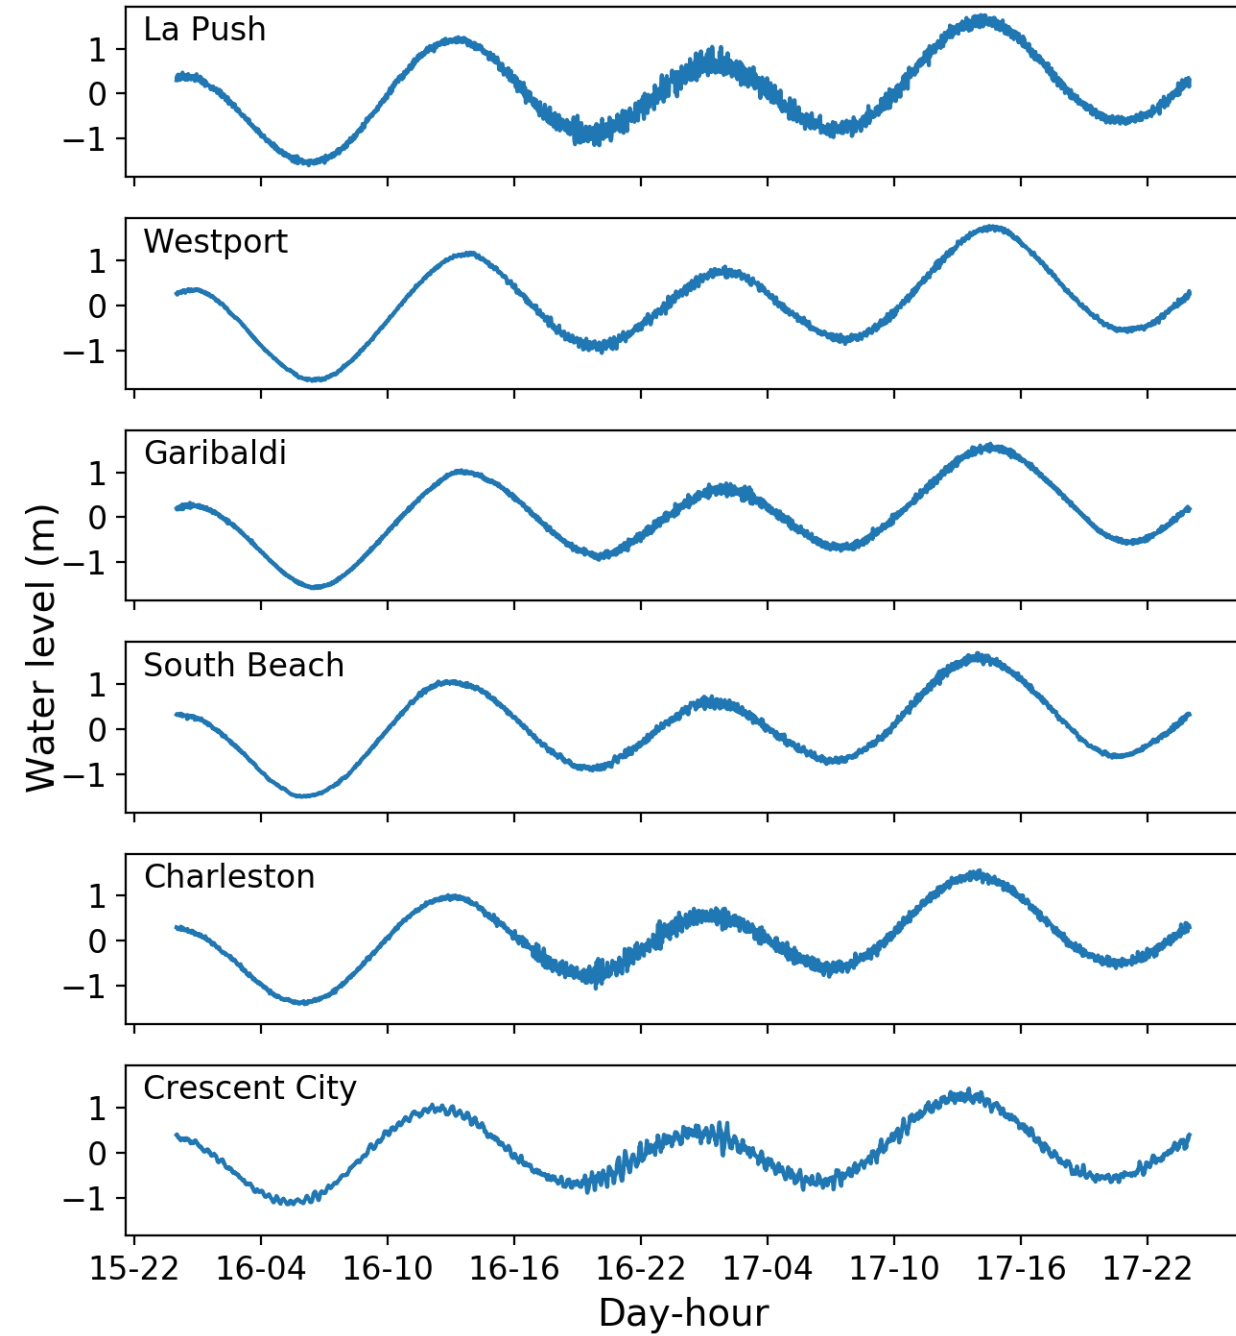 La Push
1
0
−1
Westport
1
0
−1
Garibaldi
1
0
−1
South Beach
1
0
−1
Charleston
1
0
−1
Crescent City
1
0
−1
Water level (m)
15-22 16-04 16-10 16-16 16-22 17-04 17-10 17-16 17-22
Day-hour